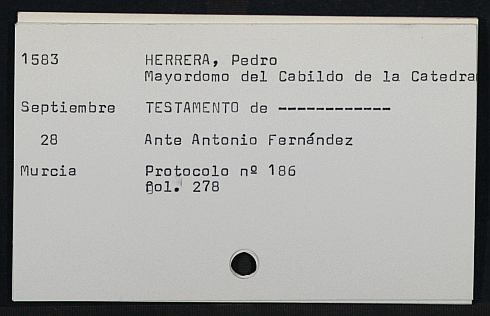 1583 HERRERA, Pedro
Mayordomo del Cabildo de la Catedra
Septiembre TESTAMENTO de ------------
28 Ante Antonio Fernández
Murcia Protocolo nº 186
fol. 278